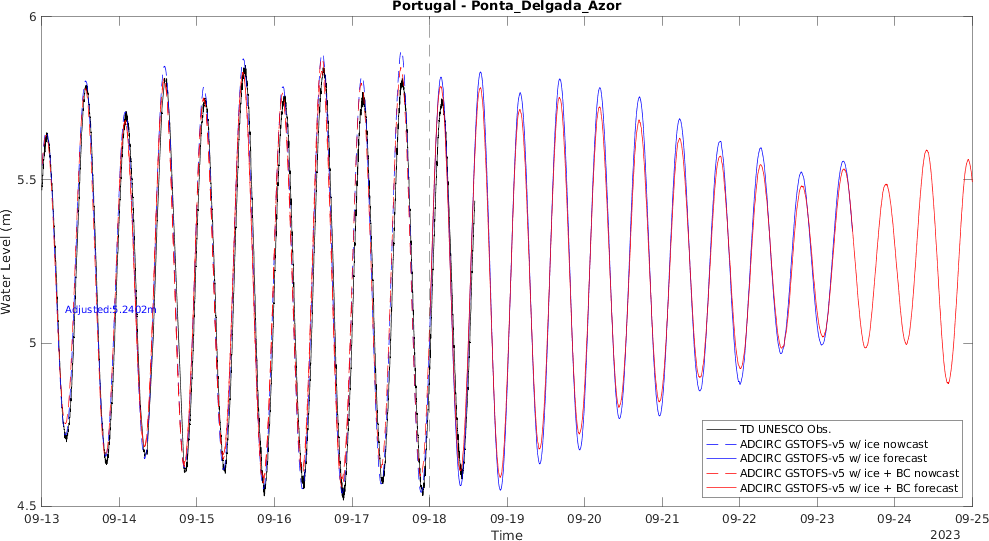 Portugal - Ponta_Delgada_Azor
6
5.5
5
4.5
Water Level (m)
Adjusted:5.2402m
TD UNESCO Obs.
ADCIRC GSTOFS-v5 w/ ice nowcast
ADCIRC GSTOFS-v5 w/ ice forecast
ADCIRC GSTOFS-v5 w/ ice + BC nowcast
ADCIRC GSTOFS-v5 w/ ice + BC forecast
09-13 09-14 09-15 09-16 09-17 09-18 09-19 09-20 09-21 09-22 09-23 09-24 09-25
Time
2023